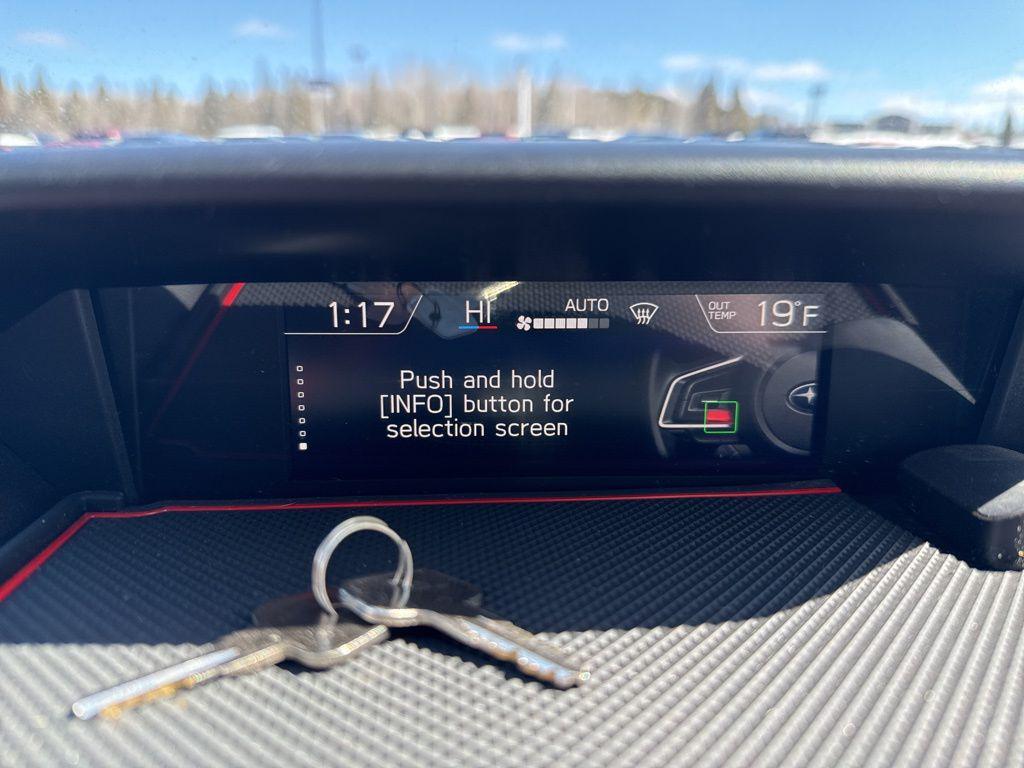 1:17
HI
AUTO
OUT
TEMP
19°F
Push and hold
[INFO] button for
selection screen